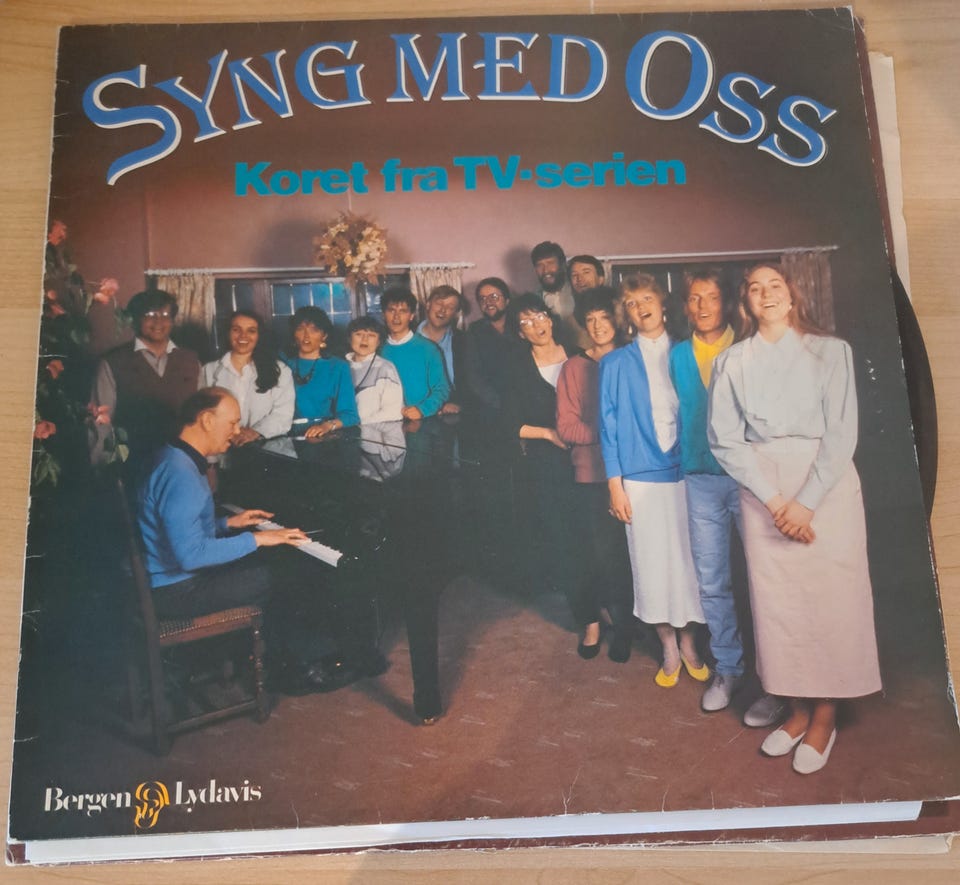 SYNG MED OSS
Koret fra TV-serien
Bergen Lydavis